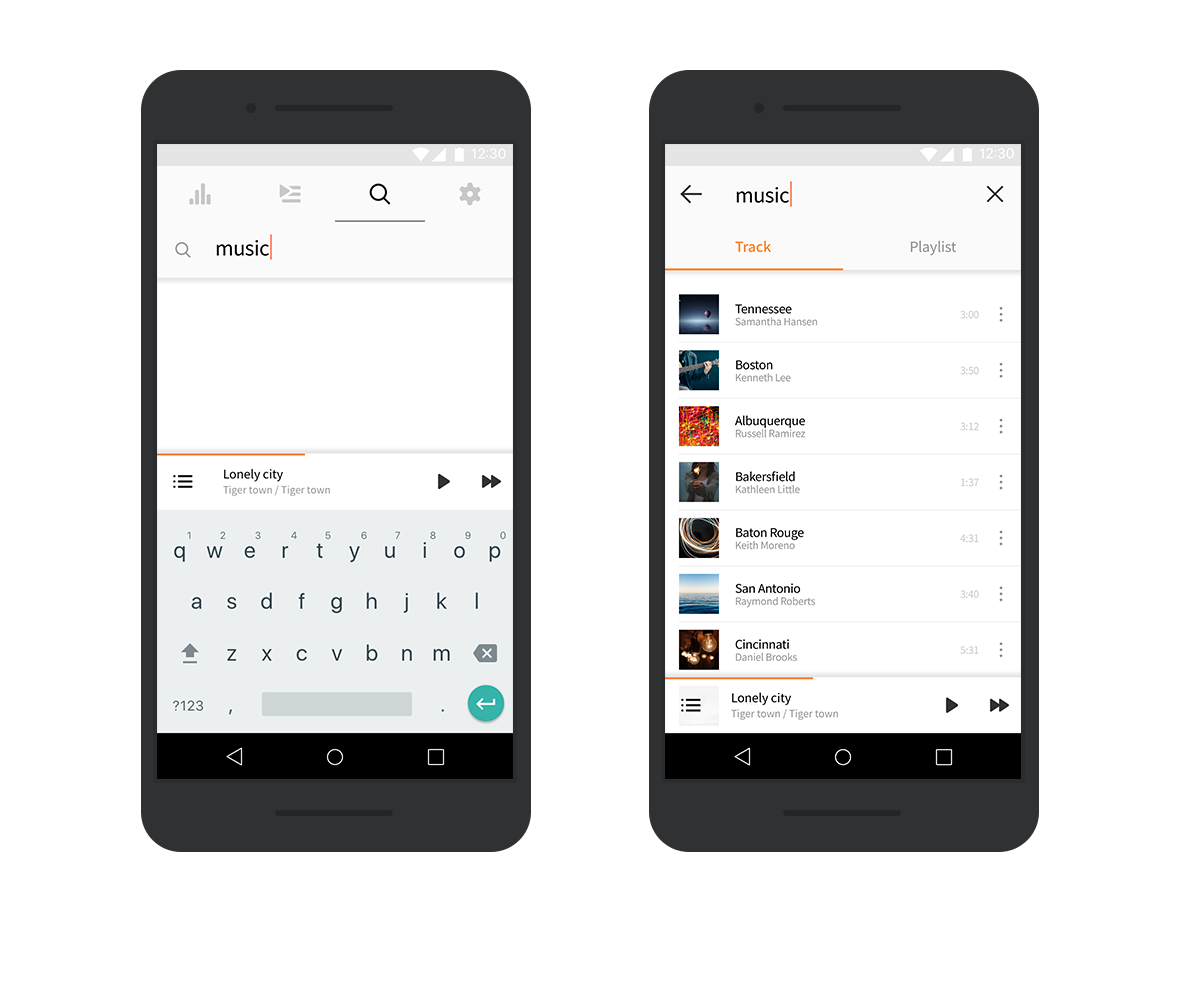 12:30
music
Lonely city
Tiger town / Tiger town
1 2 3 4 5 6 7 8 9 0
q w e r t y u i o p
a s d f g h j k l
z x c v b n m
?123 , .
12:30
music
Track Playlist
Tennessee
Samantha Hansen 3:00
Boston
Kenneth Lee 3:50
Albuquerque
Russell Ramirez 3:12
Bakersfield
Kathleen Little 1:37
Baton Rouge
Keith Moreno 4:31
San Antonio
Raymond Roberts 3:40
Cincinnati
Daniel Brooks 5:31
Lonely city
Tiger town / Tiger town